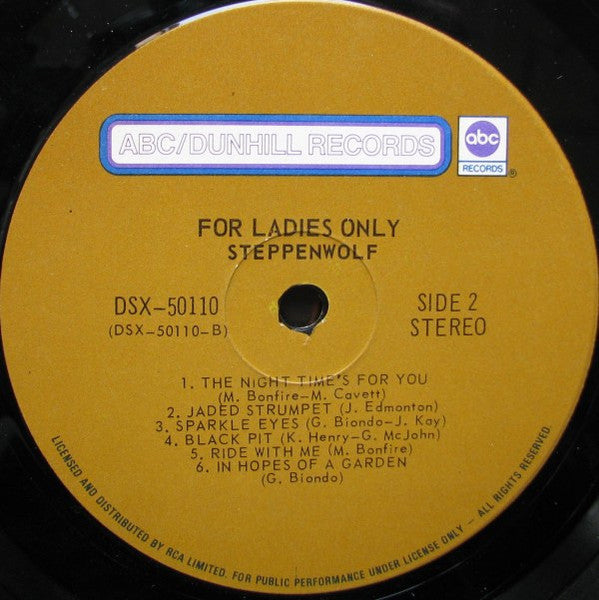 ABC/DUNHILL RECORDS
abc
RECORDS
®
FOR LADIES ONLY
STEPPENWOLF
DSX-50110
(DSX-50110-B)
SIDE 2
STEREO
1. THE NIGHT TIME'S FOR YOU
(M. Bonfire-M. Cavett)
2. JADED STRUMPET (J. Edmonton)
3. SPARKLE EYES (G. Biondo-J. Kay)
4. BLACK PIT (K. Henry-G. McJohn)
5. RIDE WITH ME (M. Bonfire)
6. IN HOPES OF A GARDEN
(G. Biondo)
LICENSED AND DISTRIBUTED BY RCA LIMITED. FOR PUBLIC PERFORMANCE UNDER LICENSE ONLY - ALL RIGHTS RESERVED